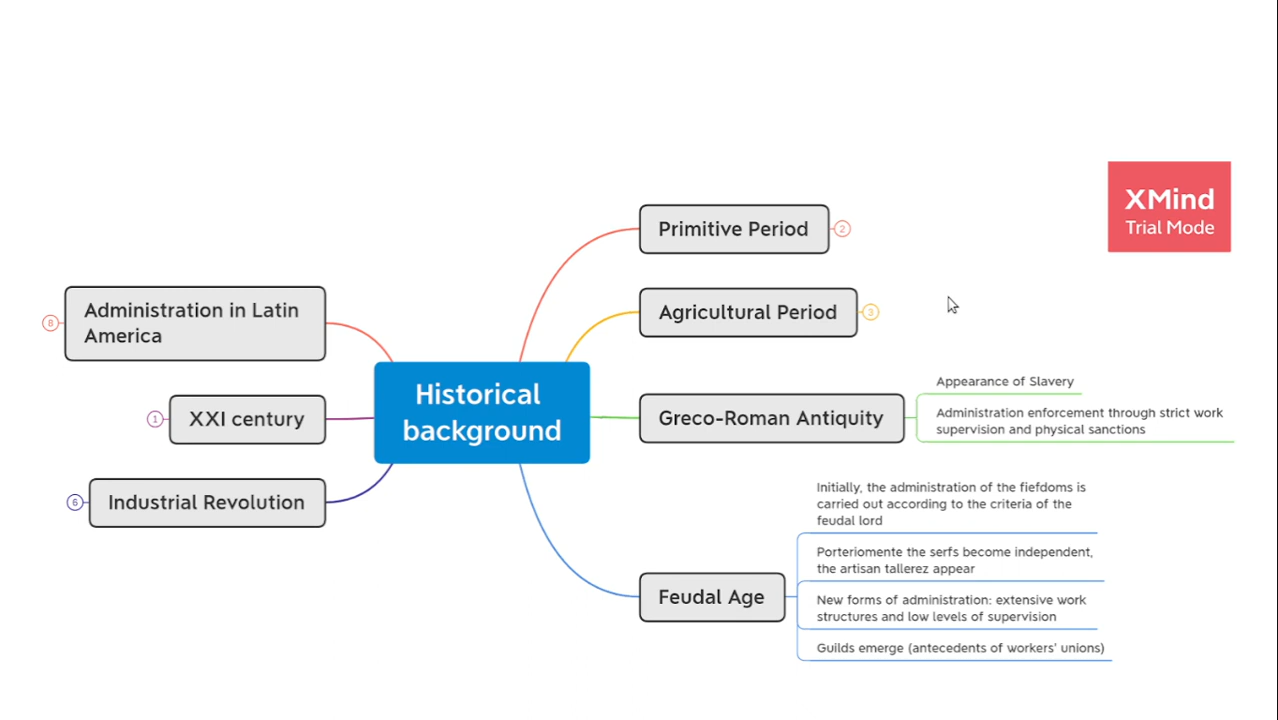 XMind
Trial Mode
Primitive Period
2
Agricultural Period
3
Administration in Latin
America
8
Historical
background
Appearance of Slavery
Greco-Roman Antiquity
Administration enforcement through strict work
supervision and physical sanctions
XXI century
1
Industrial Revolution
6
Initially, the administration of the fiefdoms is
carried out according to the criteria of the
feudal lord
Porteriomente the serfs become independent,
the artisan tallerez appear
Feudal Age
New forms of administration: extensive work
structures and low levels of supervision
Guilds emerge (antecedents of workers' unions)